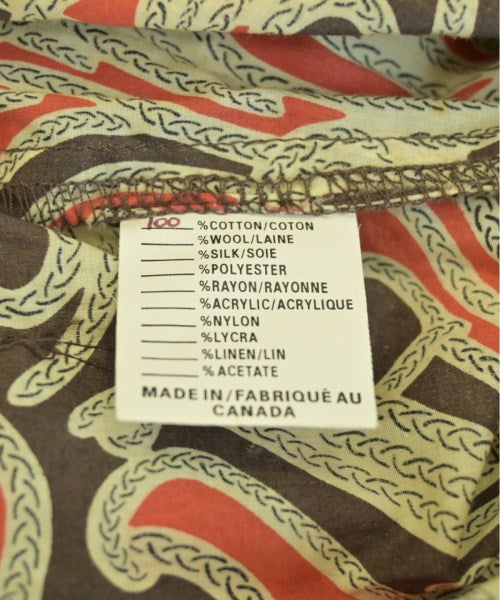 100 %COTTON/COTON
%WOOL/LAINE
%SILK/SOIE
%POLYESTER
%RAYON/RAYONNE
%ACRYLIC/ACRYLIQUE
%NYLON
%LYCRA
%LINEN/LIN
% ACETATE
MADE IN/FABRIQUÉ AU
CANADA